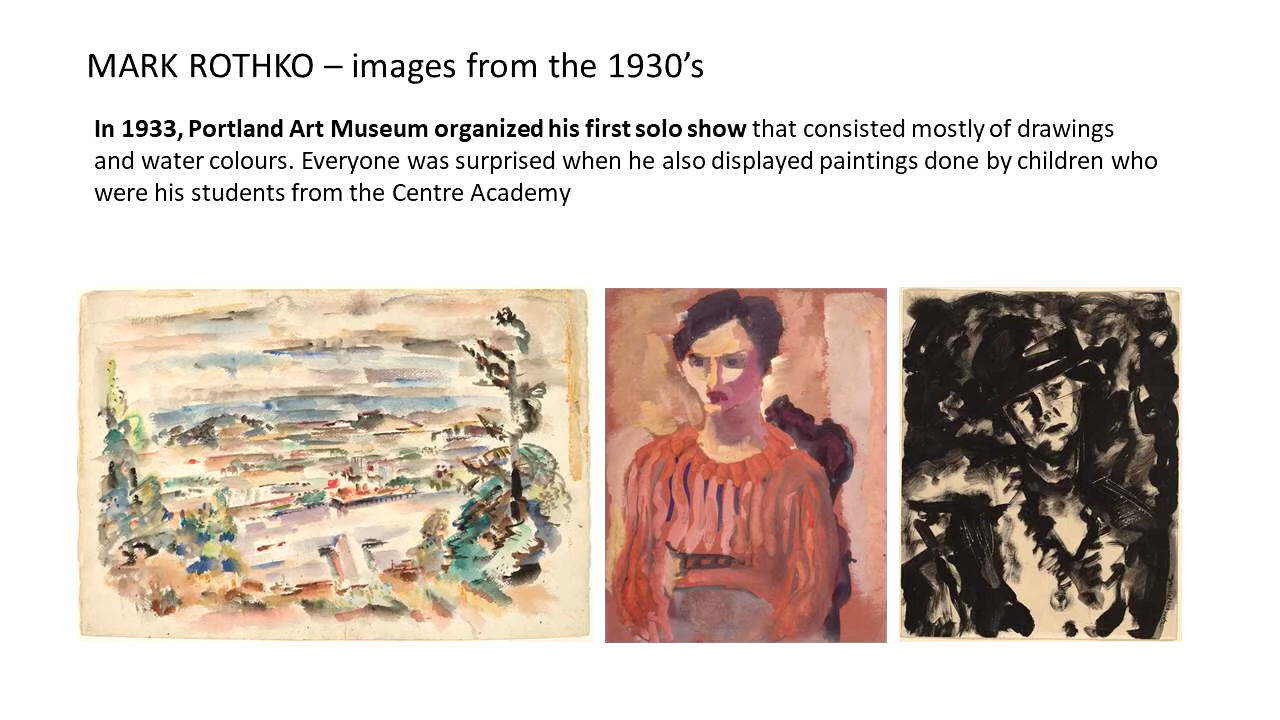 MARK ROTHKO – images from the 1930’s
In 1933, Portland Art Museum organized his first solo show that consisted mostly of drawings
and water colours. Everyone was surprised when he also displayed paintings done by children who
were his students from the Centre Academy